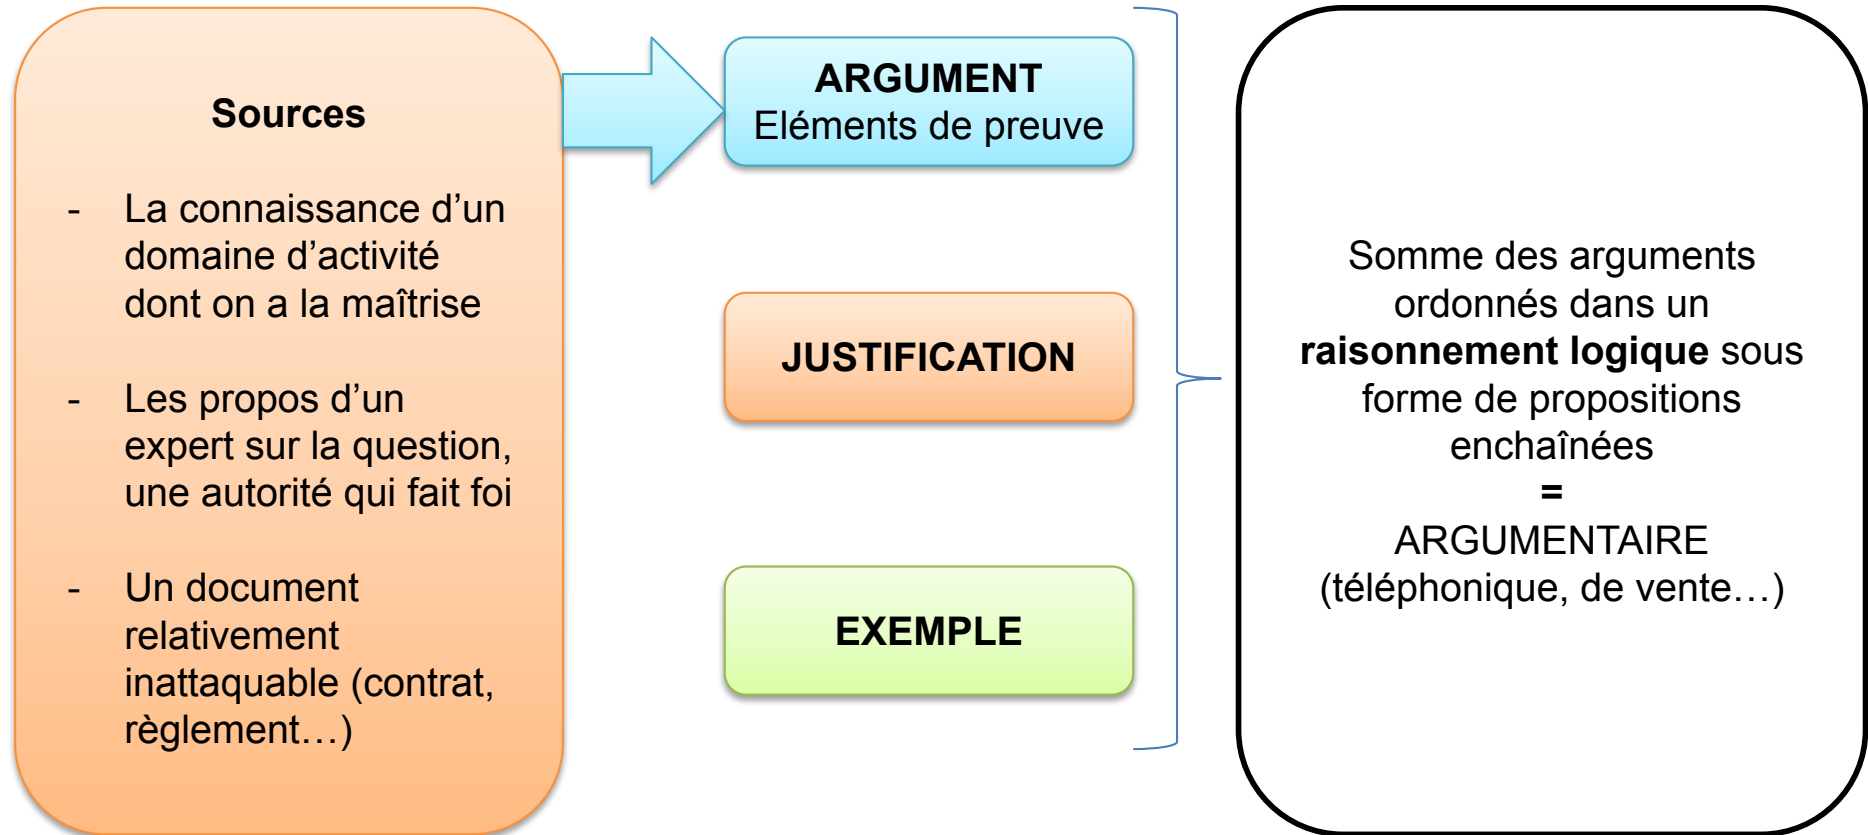 Sources
- La connaissance d’un
domaine d’activité
dont on a la maîtrise
- Les propos d’un
expert sur la question,
une autorité qui fait foi
- Un document
relativement
inattaquable (contrat,
règlement…)
ARGUMENT
Eléments de preuve
JUSTIFICATION
EXEMPLE
Somme des arguments
ordonnés dans un
raisonnement logique sous
forme de propositions
enchaînées
=
ARGUMENTAIRE
(téléphonique, de vente…)